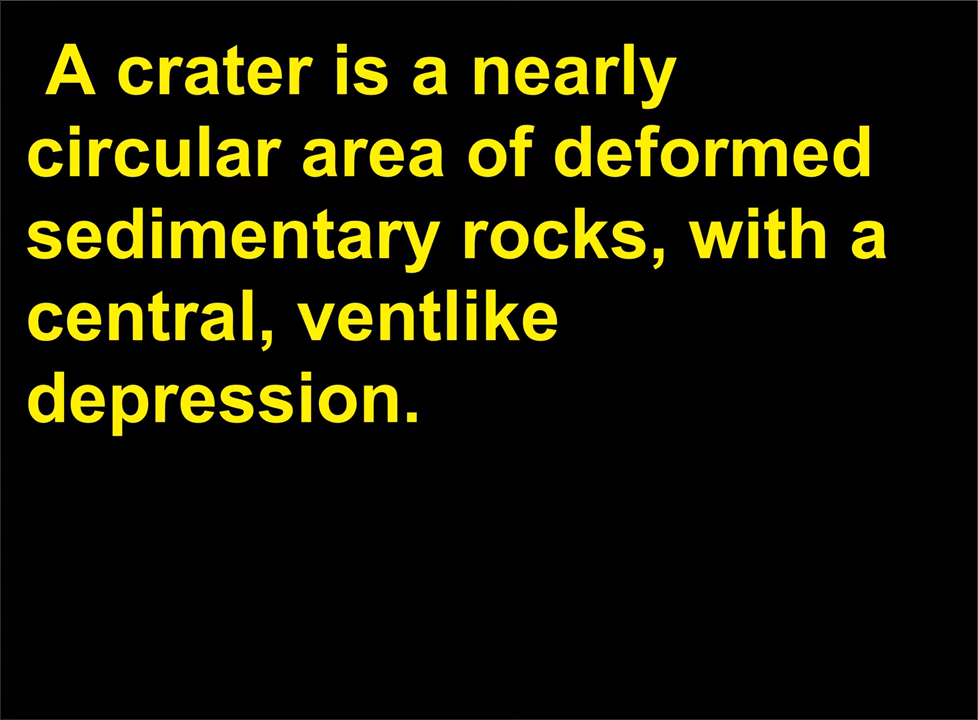 A crater is a nearly
circular area of deformed
sedimentary rocks, with a
central, ventlike
depression.